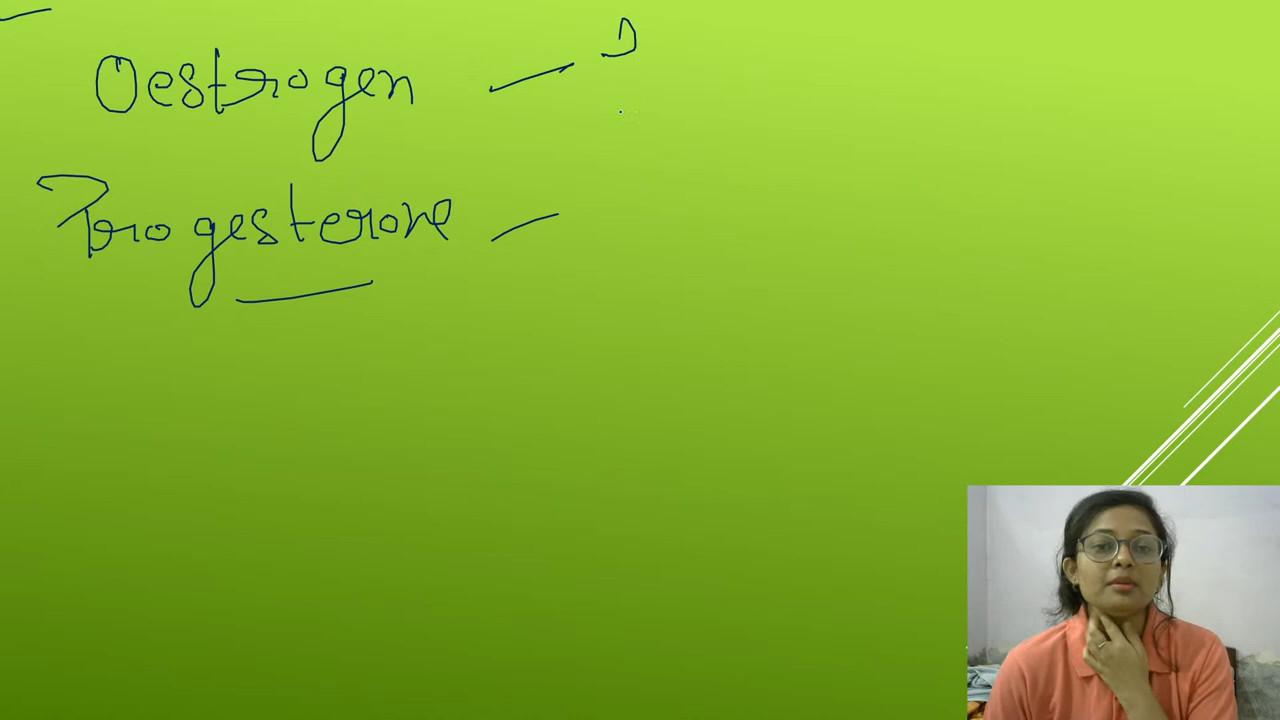 Oestrogen — D
Progesterone —